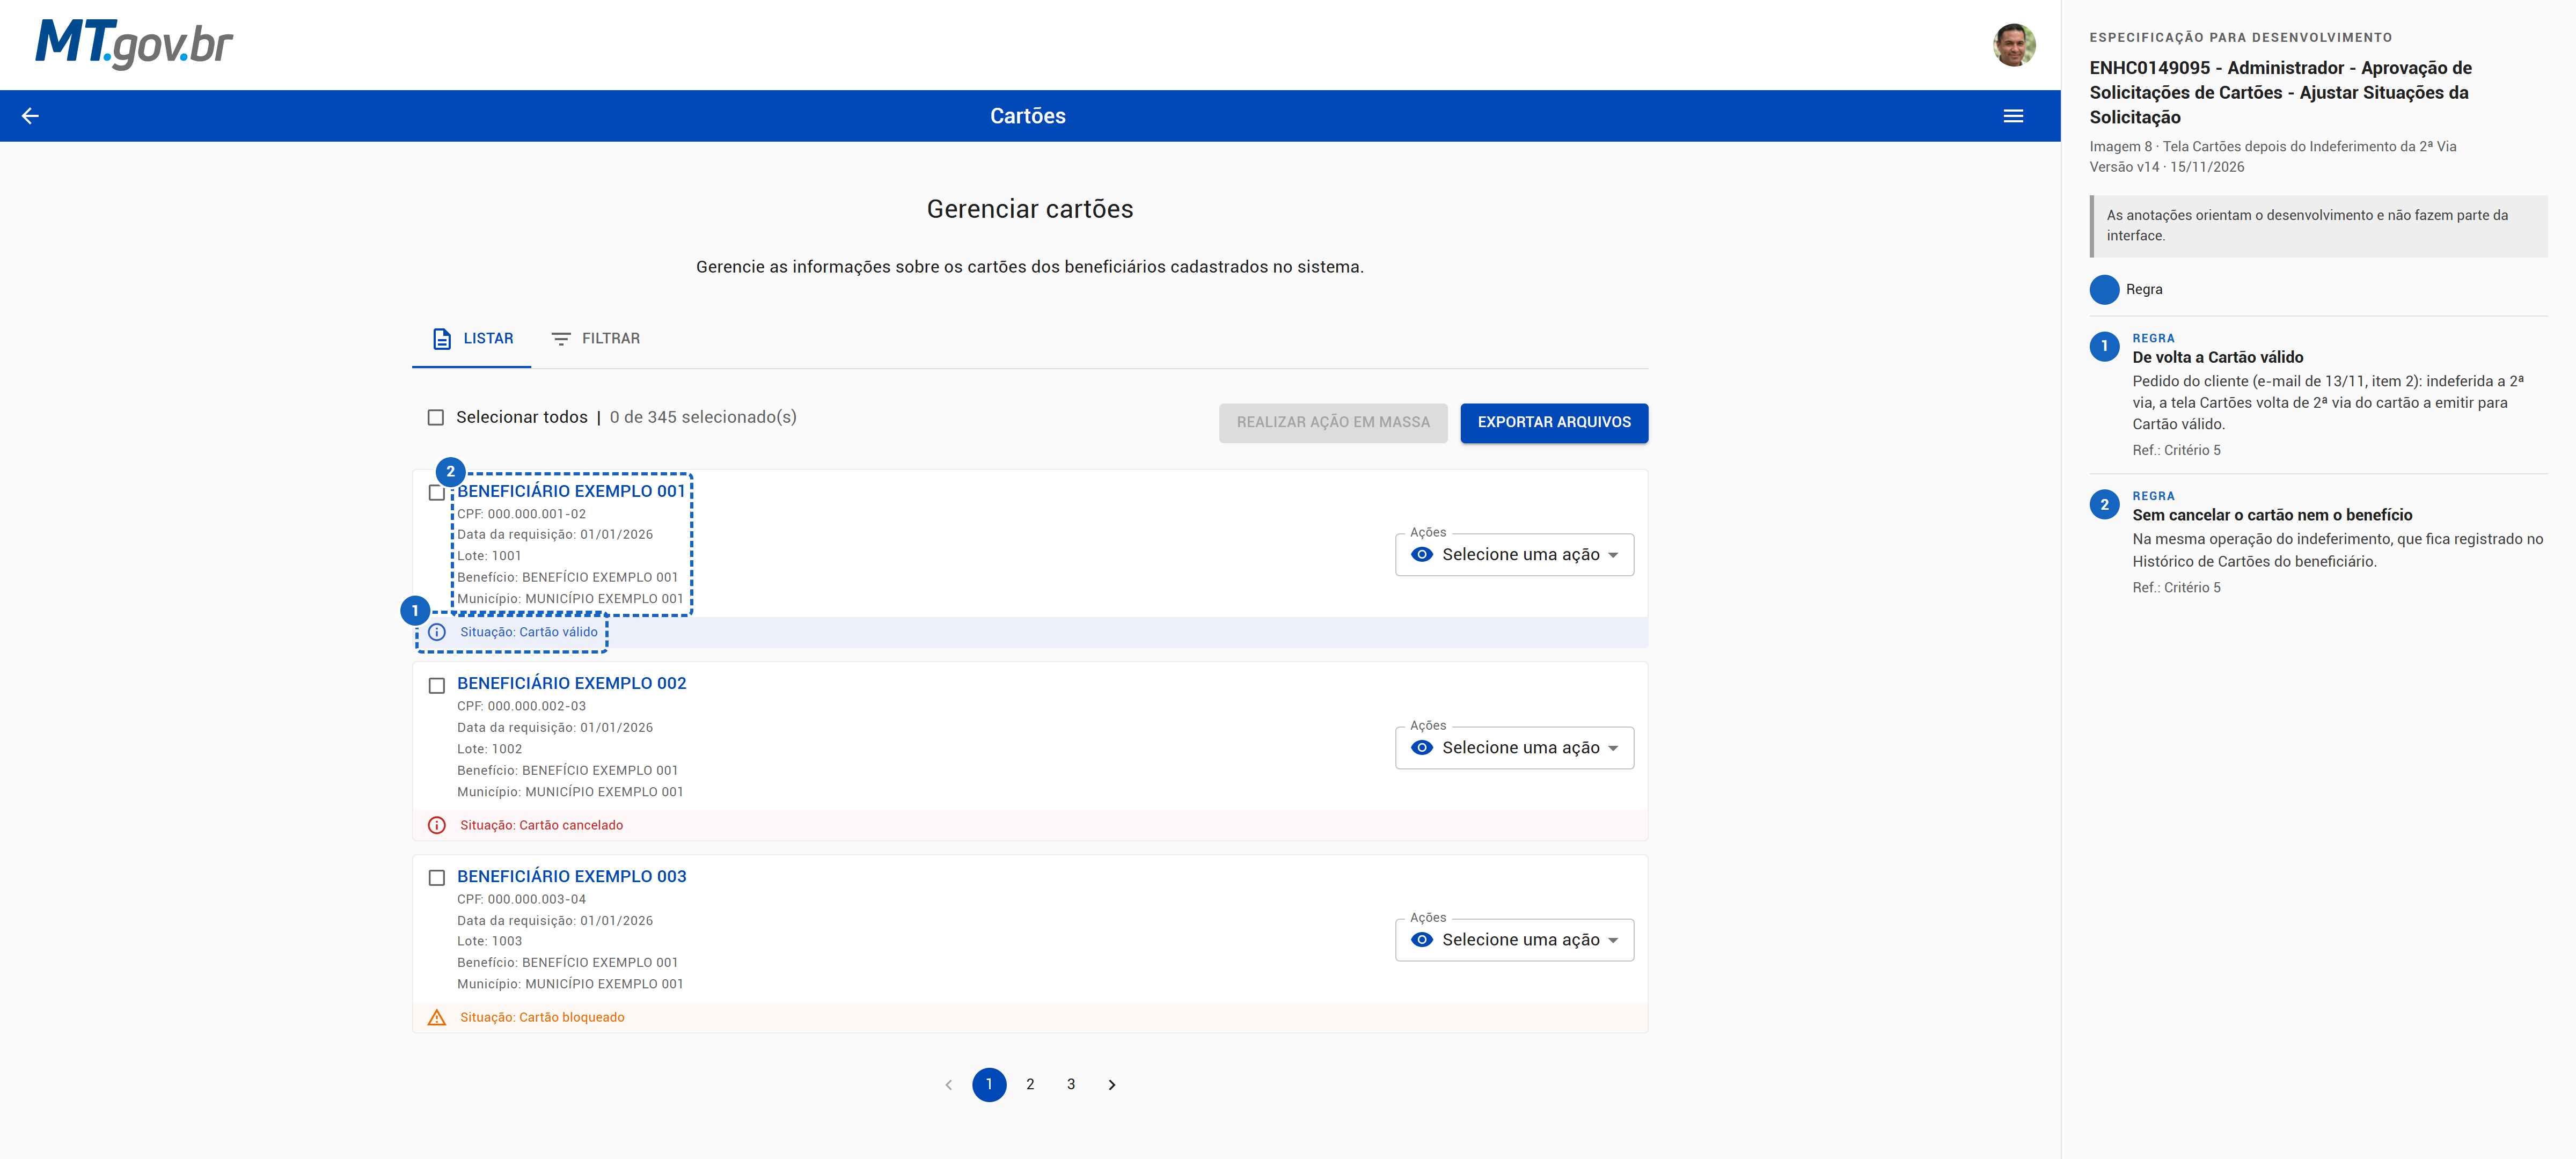 MT.gov.br
Cartões
Gerenciar cartões
Gerencie as informações sobre os cartões dos beneficiários cadastrados no sistema.
LISTAR
FILTRAR
Selecionar todos | 0 de 345 selecionado(s)
REALIZAR AÇÃO EM MASSA
EXPORTAR ARQUIVOS
2
BENEFICIÁRIO EXEMPLO 001
CPF: 000.000.001-02
Data da requisição: 01/01/2026
Lote: 1001
Benefício: BENEFÍCIO EXEMPLO 001
Município: MUNICÍPIO EXEMPLO 001
Ações
Selecione uma ação
1
Situação: Cartão válido
BENEFICIÁRIO EXEMPLO 002
CPF: 000.000.002-03
Data da requisição: 01/01/2026
Lote: 1002
Benefício: BENEFÍCIO EXEMPLO 001
Município: MUNICÍPIO EXEMPLO 001
Ações
Selecione uma ação
Situação: Cartão cancelado
BENEFICIÁRIO EXEMPLO 003
CPF: 000.000.003-04
Data da requisição: 01/01/2026
Lote: 1003
Benefício: BENEFÍCIO EXEMPLO 001
Município: MUNICÍPIO EXEMPLO 001
Ações
Selecione uma ação
Situação: Cartão bloqueado
1 2 3
ESPECIFICAÇÃO PARA DESENVOLVIMENTO
ENHC0149095 - Administrador - Aprovação de
Solicitações de Cartões - Ajustar Situações da
Solicitação
Imagem 8 · Tela Cartões depois do Indeferimento da 2ª Via
Versão v14 · 15/11/2026
As anotações orientam o desenvolvimento e não fazem parte da
interface.
Regra
1
REGRA
De volta a Cartão válido
Pedido do cliente (e-mail de 13/11, item 2): indeferida a 2ª
via, a tela Cartões volta de 2ª via do cartão a emitir para
Cartão válido.
Ref.: Critério 5
2
REGRA
Sem cancelar o cartão nem o benefício
Na mesma operação do indeferimento, que fica registrado no
Histórico de Cartões do beneficiário.
Ref.: Critério 5